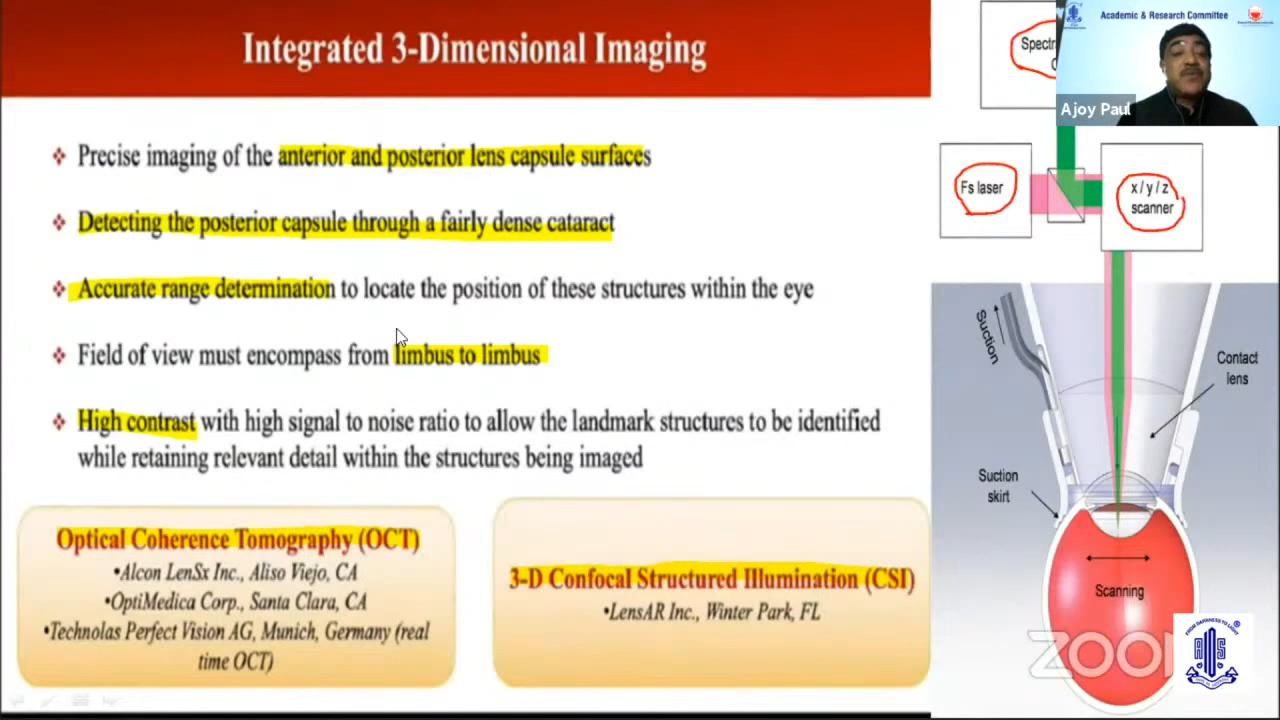 Integrated 3-Dimensional Imaging
Precise imaging of the anterior and posterior lens capsule surfaces
Detecting the posterior capsule through a fairly dense cataract
Accurate range determination to locate the position of these structures within the eye
Field of view must encompass from limbus to limbus
High contrast with high signal to noise ratio to allow the landmark structures to be identified
while retaining relevant detail within the structures being imaged
Optical Coherence Tomography (OCT)
•Alcon LenSx Inc., Aliso Viejo, CA
•OptiMedica Corp., Santa Clara, CA
•Technolas Perfect Vision AG, Munich, Germany (real
time OCT)
3-D Confocal Structured Illumination (CSI)
•LensAR Inc., Winter Park, FL
Academic & Research Committee
Ajoy Paul
Fs laser
x / y / z
scanner
Suction
Contact
lens
Suction
skirt
Scanning
ZOOM